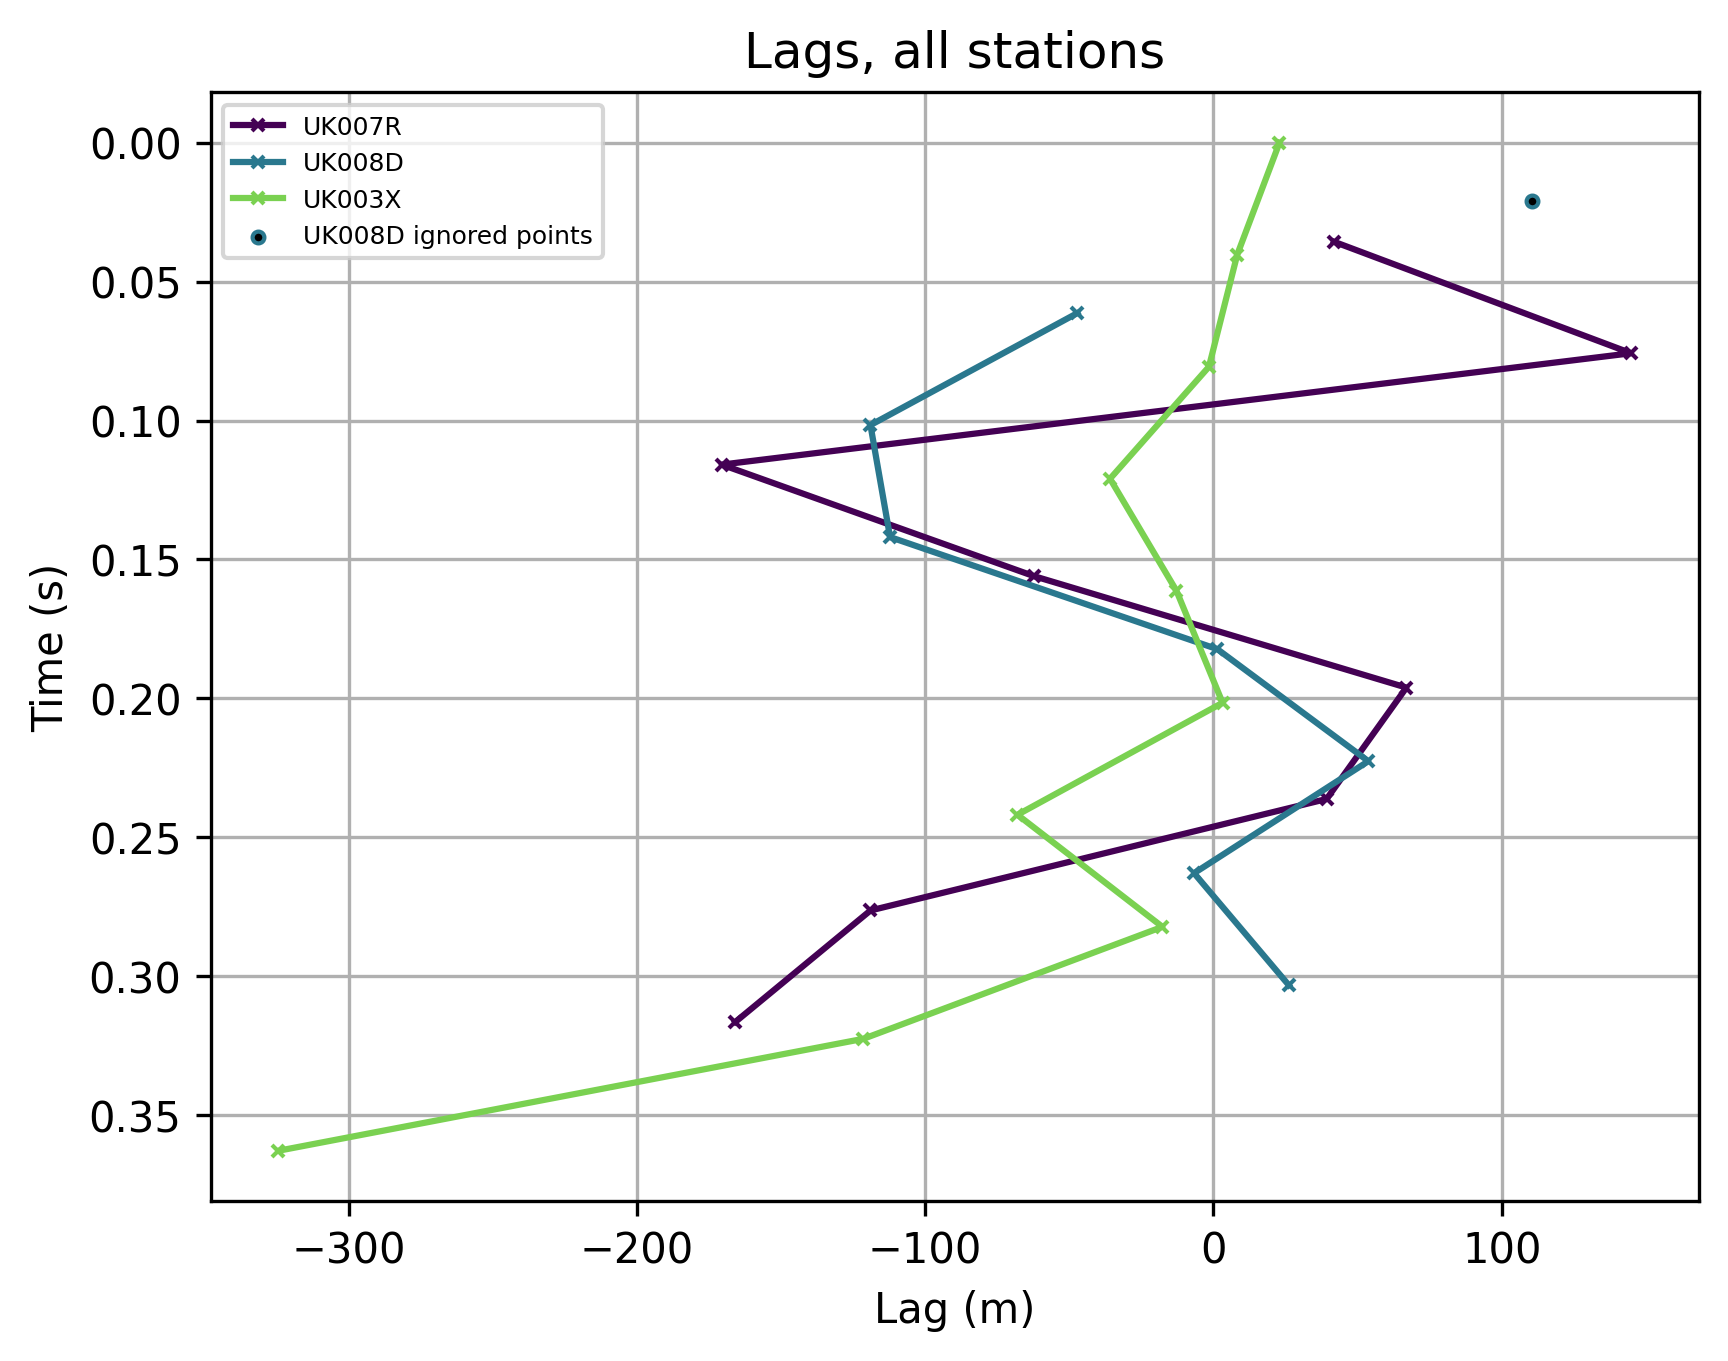 Lags, all stations
UK007R
UK008D
UK003X
UK008D ignored points
0.00
0.05
0.10
0.15
0.20
0.25
0.30
0.35
Time (s)
−300 −200 −100 0 100
Lag (m)